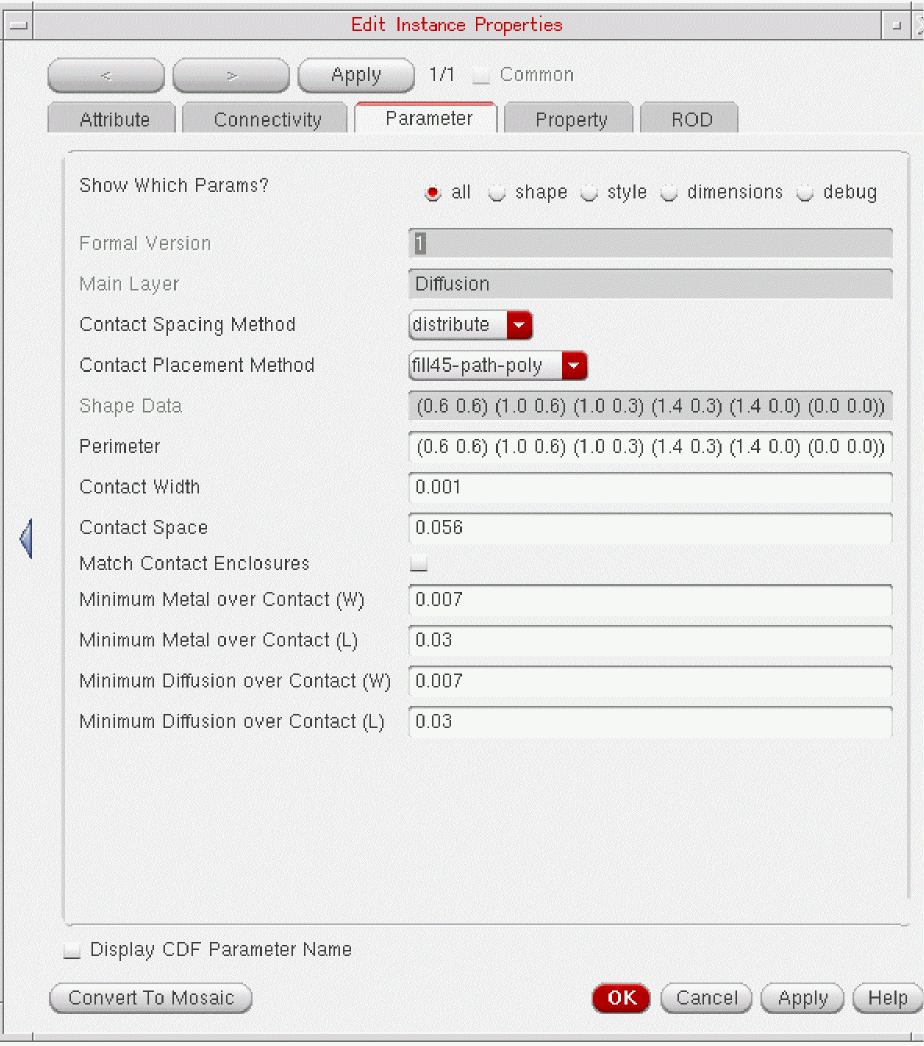 Edit Instance Properties
< > Apply 1/1 Common
Attribute Connectivity Parameter Property ROD
Show Which Params? all shape style dimensions debug
Formal Version 1
Main Layer Diffusion
Contact Spacing Method distribute
Contact Placement Method fill45-path-poly
Shape Data (0.6 0.6) (1.0 0.6) (1.0 0.3) (1.4 0.3) (1.4 0.0) (0.0 0.0))
Perimeter (0.6 0.6) (1.0 0.6) (1.0 0.3) (1.4 0.3) (1.4 0.0) (0.0 0.0))
Contact Width 0.001
Contact Space 0.056
Match Contact Enclosures
Minimum Metal over Contact (W) 0.007
Minimum Metal over Contact (L) 0.03
Minimum Diffusion over Contact (W) 0.007
Minimum Diffusion over Contact (L) 0.03
Display CDF Parameter Name
Convert To Mosaic OK Cancel Apply Help